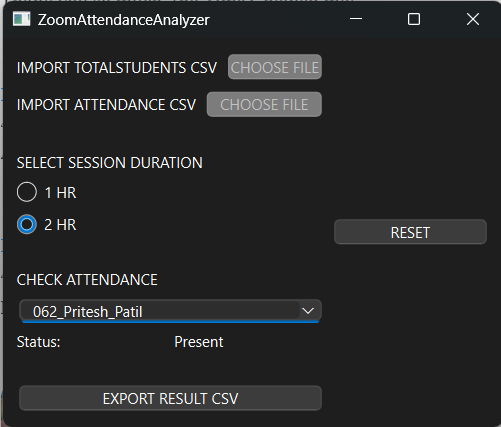 ZoomAttendanceAnalyzer
IMPORT TOTALSTUDENTS CSV CHOOSE FILE
IMPORT ATTENDANCE CSV CHOOSE FILE
SELECT SESSION DURATION
1 HR
2 HR
RESET
CHECK ATTENDANCE
062_Pritesh_Patil
Status: Present
EXPORT RESULT CSV